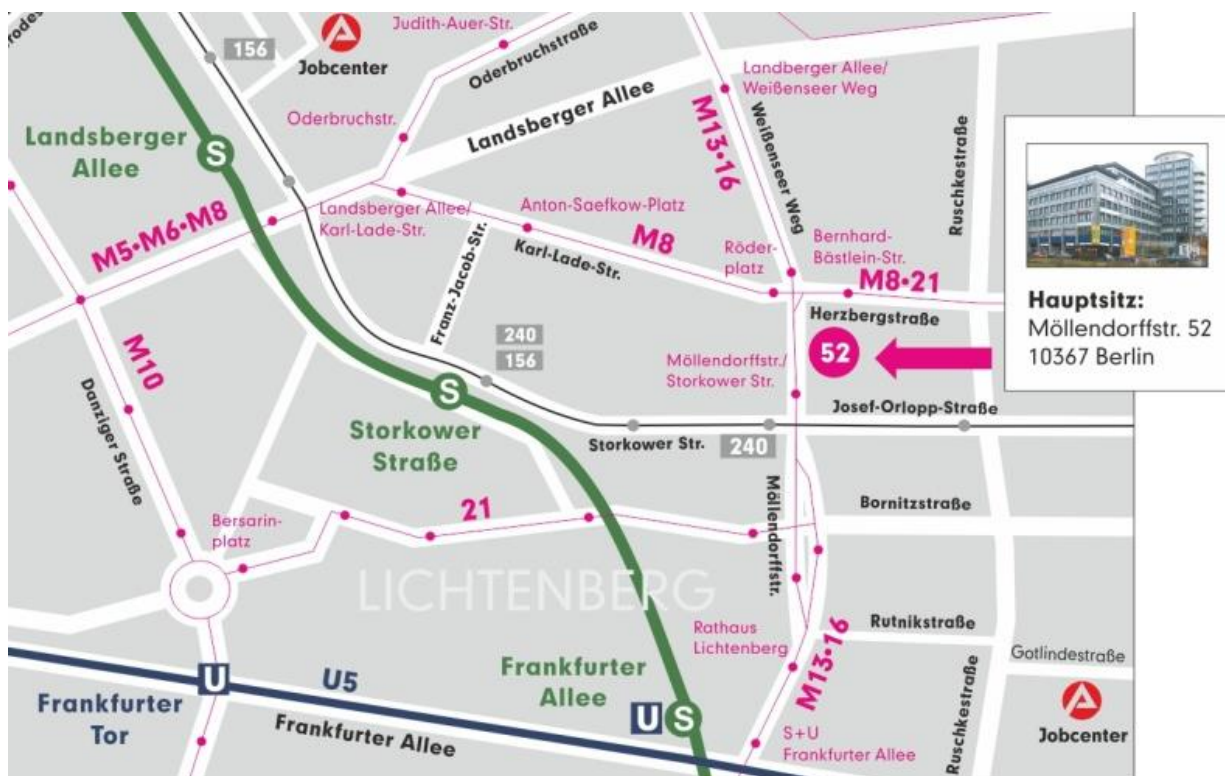 156
Jobcenter
Judith-Auer-Str.
Oderbruchstraße
Oderbruchstr.
Landsberger Allee
Landsberger
Allee
S
M5•M6•M8
Landsberger Allee/
Karl-Lade-Str.
Anton-Saefkow-Platz
Karl-Lade-Str.
M8
Franz-Jacob-Str.
M13•16
Weißenseer Weg
Landberger Allee/
Weißenseer Weg
Ruschkestraße
Röder-
platz
Bernhard-
Bästlein-Str.
M8•21
Herzbergstraße
52
Hauptsitz:
Möllendorffstr. 52
10367 Berlin
M10
Danziger Straße
240
156
S
Storkower
Straße
Möllendorffstr./
Storkower Str.
Josef-Orlopp-Straße
Storkower Str.
240
21
Möllendorffstr.
Bornitzstraße
Bersarin-
platz
LICHTENBERG
Rathaus
Lichtenberg
M13•16
Rutnikstraße
Gotlindestraße
Ruschkestraße
Jobcenter
U
U5
Frankfurter
Tor
Frankfurter Allee
Frankfurter
Allee
U
S
S+U
Frankfurter Allee